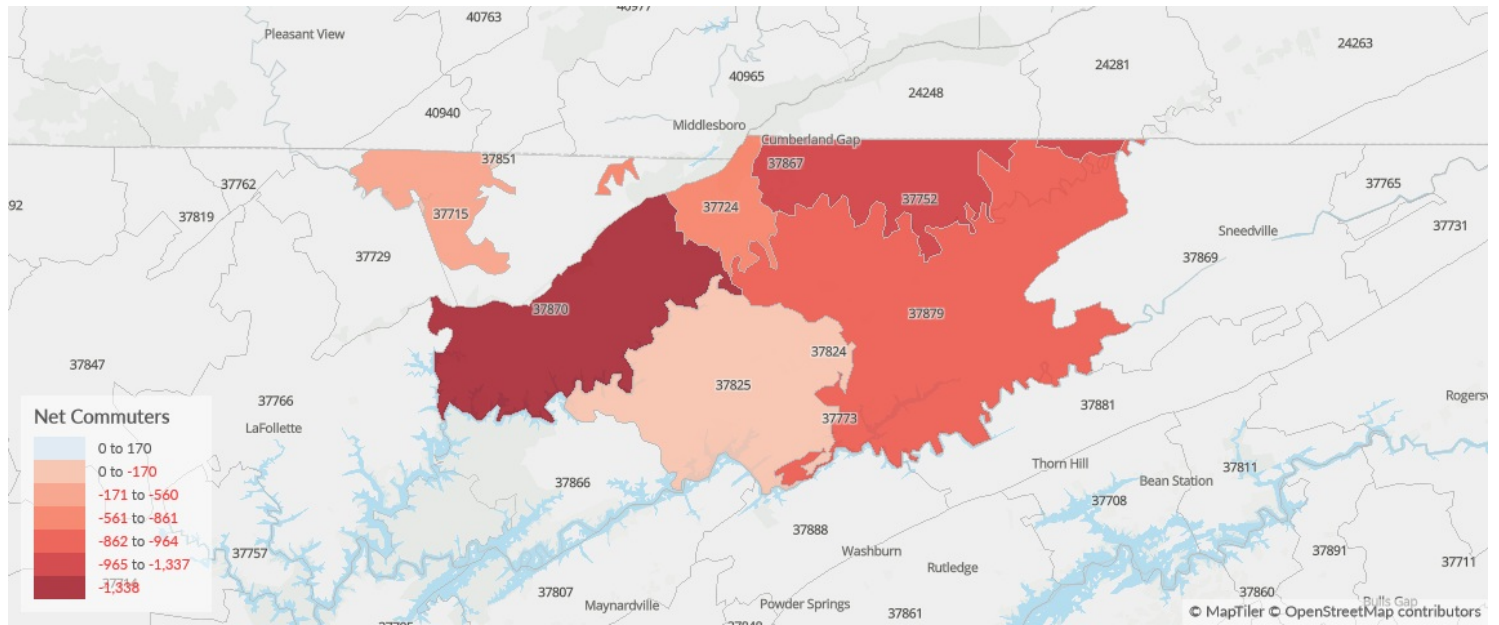 40763
40977
Pleasant View
24263
24281
40965
24248
40940
Middlesboro
Cumberland Gap
37851
37867
37762
37765
37752
92
37819
37715
37724
37731
Sneedville
37729
37869
37870
37879
37824
37847
37825
37766
37881
Net Commuters
LaFollette
37773
0 to 170
0 to -170
-171 to -560
-561 to -861
-862 to -964
-965 to -1,337
-1,338
Thorn Hill
37811
Bean Station
37866
37708
37888
37757
Washburn
37891
37711
Rutledge
37807
Maynardville
Powder Springs
37861
37860
Bulls Gap
© MapTiler © OpenStreetMap contributors